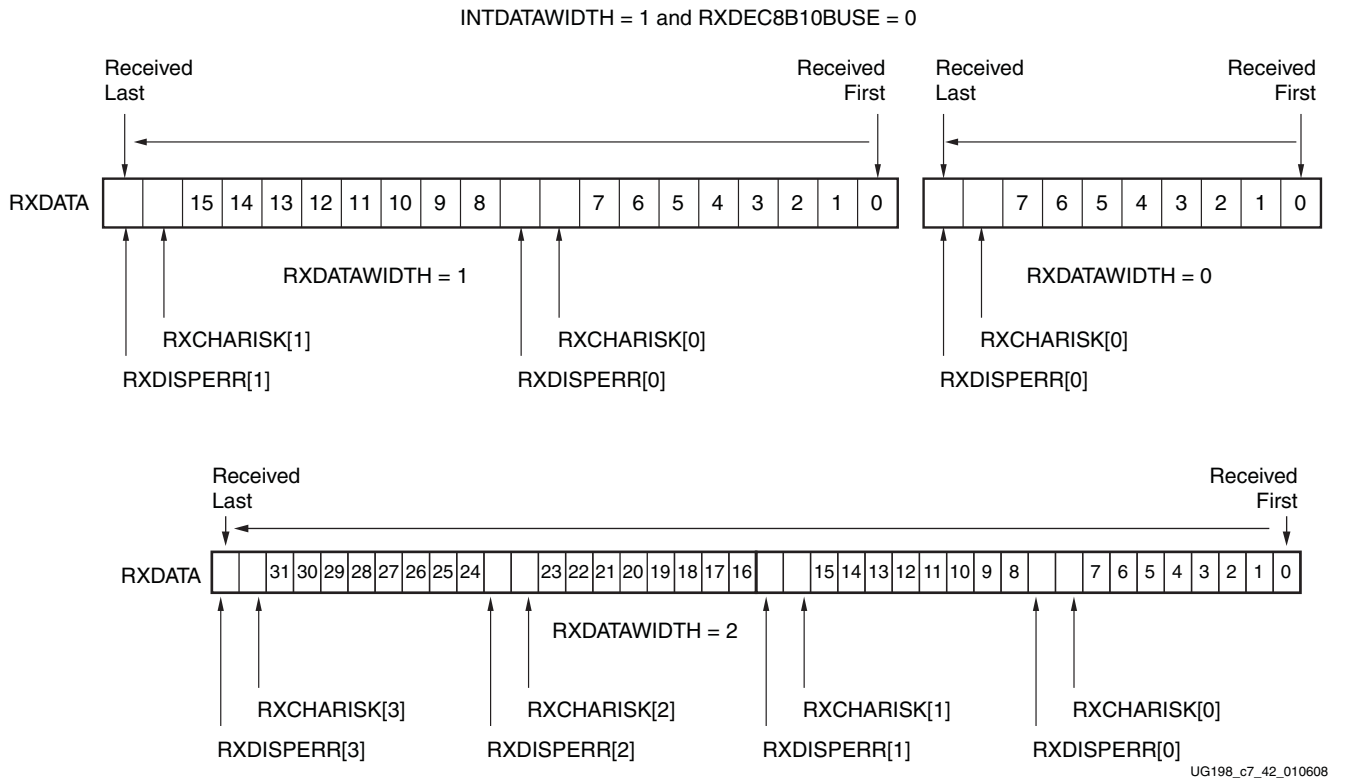 INTDATAWIDTH = 1 and RXDEC8B10BUSE = 0
Received Last
Received First
Received Last
Received First
RXDATA
15 14 13 12 11 10 9 8 7 6 5 4 3 2 1 0
7 6 5 4 3 2 1 0
RXDATAWIDTH = 1
RXDATAWIDTH = 0
RXCHARISK[1]
RXCHARISK[0]
RXCHARISK[0]
RXDISPERR[1]
RXDISPERR[0]
RXDISPERR[0]
Received Last
Received First
RXDATA
31 30 29 28 27 26 25 24 23 22 21 20 19 18 17 16 15 14 13 12 11 10 9 8 7 6 5 4 3 2 1 0
RXDATAWIDTH = 2
RXCHARISK[3]
RXCHARISK[2]
RXCHARISK[1]
RXCHARISK[0]
RXDISPERR[3]
RXDISPERR[2]
RXDISPERR[1]
RXDISPERR[0]
UG198_c7_42_010608